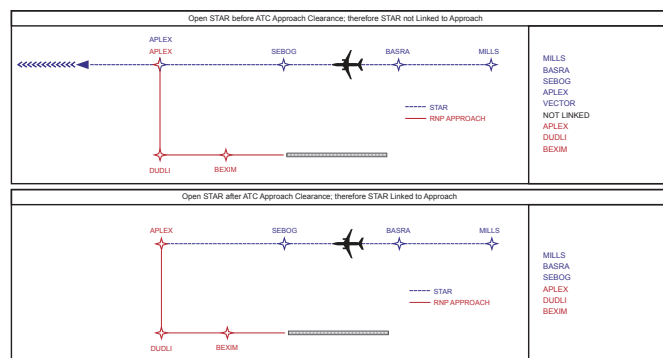 Open STAR before ATC Approach Clearance; therefore STAR not Linked to Approach
APLEX
APLEX
SEBOG
BASRA
MILLS
STAR
RNP APPROACH
DUDLI
BEXIM
MILLS
BASRA
SEBOG
APLEX
VECTOR
NOT LINKED
APLEX
DUDLI
BEXIM
Open STAR after ATC Approach Clearance; therefore STAR Linked to Approach
APLEX
SEBOG
BASRA
MILLS
STAR
RNP APPROACH
DUDLI
BEXIM
MILLS
BASRA
SEBOG
APLEX
DUDLI
BEXIM